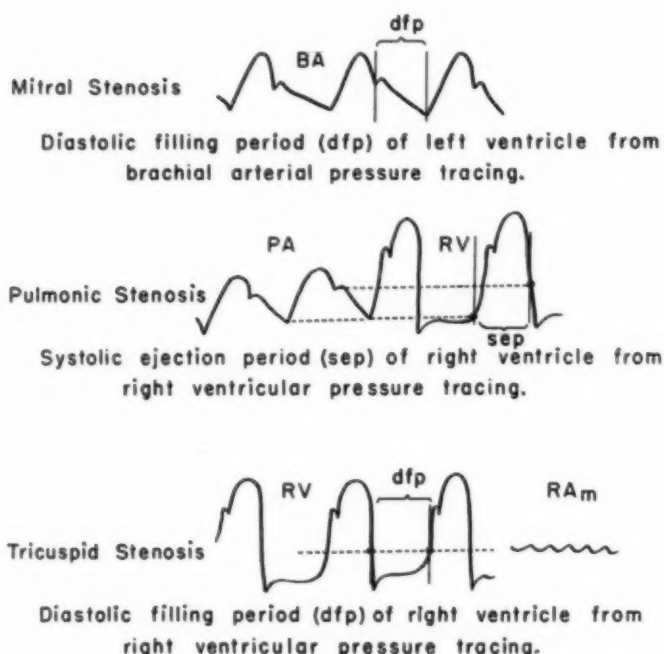 dfp
BA
Mitral Stenosis
Diastolic filling period (dfp) of left ventricle from
brachial arterial pressure tracing.
PA
RV
Pulmonic Stenosis
sep
Systolic ejection period (sep) of right ventricle from
right ventricular pressure tracing.
RV
dfp
RAm
Tricuspid Stenosis
Diastolic filling period (dfp) of right ventricle from
right ventricular pressure tracing.